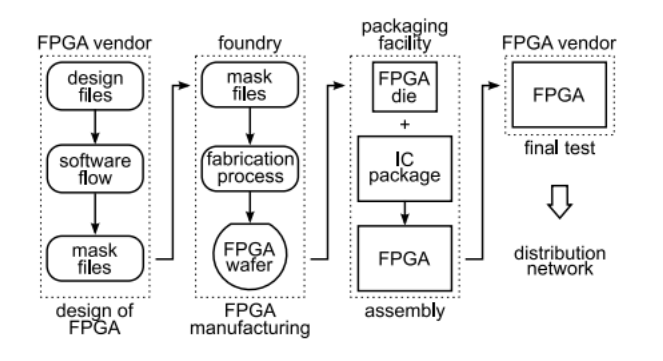 FPGA vendor
design
files
software
flow
mask
files
design of
FPGA
foundry
mask
files
fabrication
process
FPGA
wafer
FPGA
manufacturing
packaging
facility
FPGA
die
+
IC
package
FPGA
assembly
FPGA vendor
FPGA
final test
distribution
network